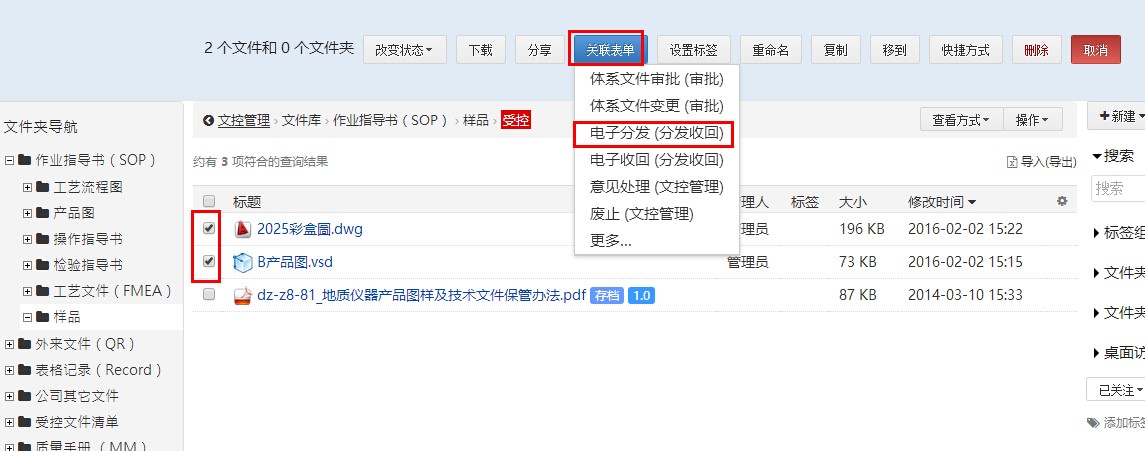 2 个文件和 0 个文件夹 改变状态 下载 分享 关联表单 设置标签 重命名 复制 移到 快捷方式 删除 取消
体系文件审批 (审批)
体系文件变更 (审批)
电子分发 (分发收回)
电子收回 (分发收回)
意见处理 (文控管理)
废止 (文控管理)
更多...
文件夹导航
作业指导书（SOP）
工艺流程图
产品图
操作指导书
检验指导书
工艺文件（FMEA）
样品
外来文件（QR）
表格记录（Record）
公司其它文件
受控文件清单
质量手册 （MM）
文控管理 › 文件库 › 作业指导书（SOP） › 样品 受控
查看方式 操作
约有 3 项符合的查询结果 导入(导出)
标题 理人 标签 大小 修改时间
2025彩盒圖.dwg 管理员 196 KB 2016-02-02 15:22
B产品图.vsd 管理员 73 KB 2016-02-02 15:15
dz-z8-81_地质仪器产品图样及技术文件保管办法.pdf 存档 1.0 87 KB 2014-03-10 15:33
+新建
搜索
搜索
标签组
文件夹
文件夹
桌面访
已关注
添加标签